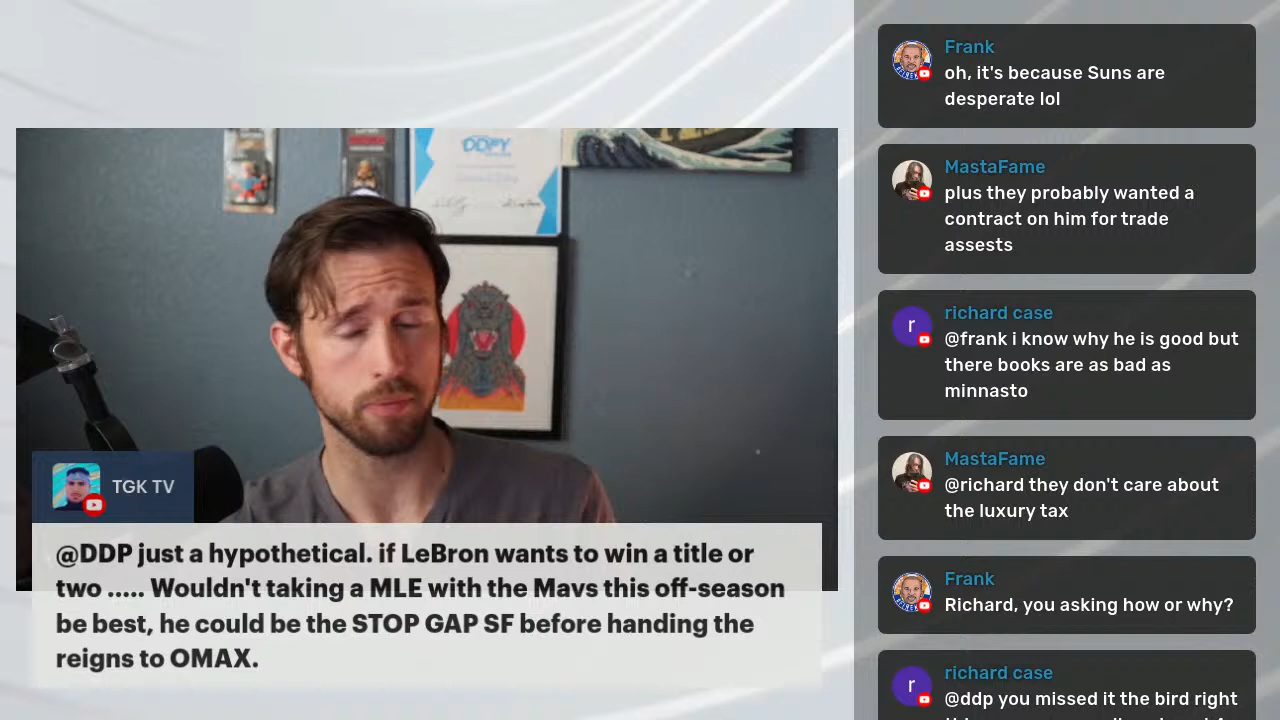 Frank
oh, it's because Suns are
desperate lol
MastaFame
plus they probably wanted a
contract on him for trade
assests
richard case
@frank i know why he is good but
there books are as bad as
minnasto
MastaFame
@richard they don't care about
the luxury tax
Frank
Richard, you asking how or why?
richard case
@ddp you missed it the bird right
DDPY
TGK TV
@DDP just a hypothetical. if LeBron wants to win a title or
two ..... Wouldn't taking a MLE with the Mavs this off-season
be best, he could be the STOP GAP SF before handing the
reigns to OMAX.
r
r